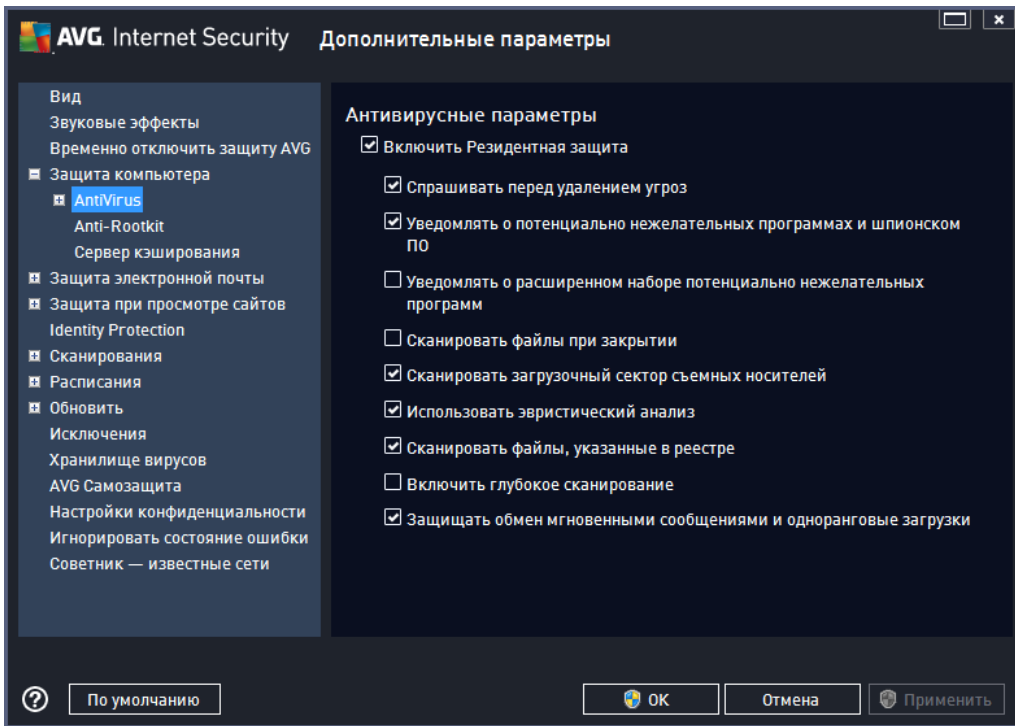 AVG. Internet Security
Дополнительные параметры
Вид
Звуковые эффекты
Временно отключить защиту AVG
Защита компьютера
AntiVirus
Anti-Rootkit
Сервер кэширования
Защита электронной почты
Защита при просмотре сайтов
Identity Protection
Сканирования
Расписания
Обновить
Исключения
Хранилище вирусов
AVG Самозащита
Настройки конфиденциальности
Игнорировать состояние ошибки
Советник — известные сети
Антивирусные параметры
Включить Резидентная защита
Спрашивать перед удалением угроз
Уведомлять о потенциально нежелательных программах и шпионском
ПО
Уведомлять о расширенном наборе потенциально нежелательных
программ
Сканировать файлы при закрытии
Сканировать загрузочный сектор съемных носителей
Использовать эвристический анализ
Сканировать файлы, указанные в реестре
Включить глубокое сканирование
Защищать обмен мгновенными сообщениями и одноранговые загрузки
? По умолчанию
OK
Отмена
Применить